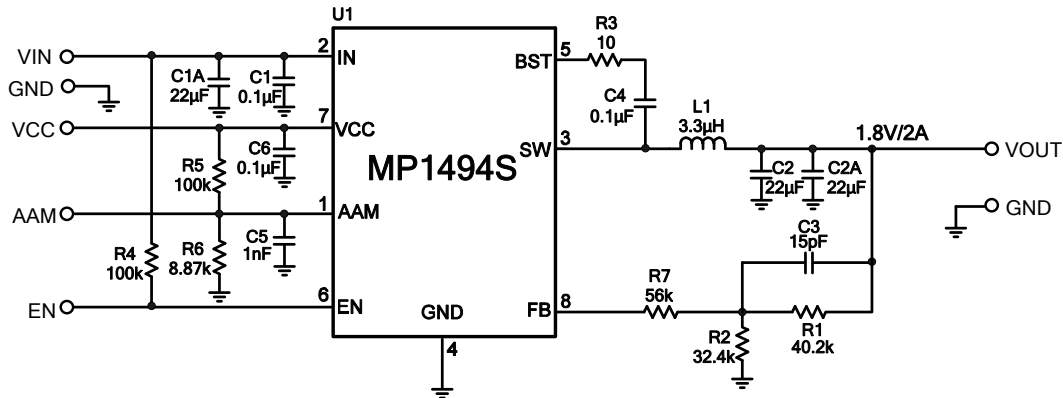 U1
VIN
GND
VCC
AAM
EN
2
IN
7
VCC
1
AAM
6
EN
GND
4
MP1494S
BST
5
SW
3
FB
8
C1A
22µF
C1
0.1µF
C6
0.1µF
R5
100k
C5
1nF
R6
8.87k
R4
100k
R3
10
C4
0.1µF
L1
3.3µH
1.8V/2A
VOUT
GND
C2
22µF
C2A
22µF
C3
15pF
R7
56k
R2
32.4k
R1
40.2k